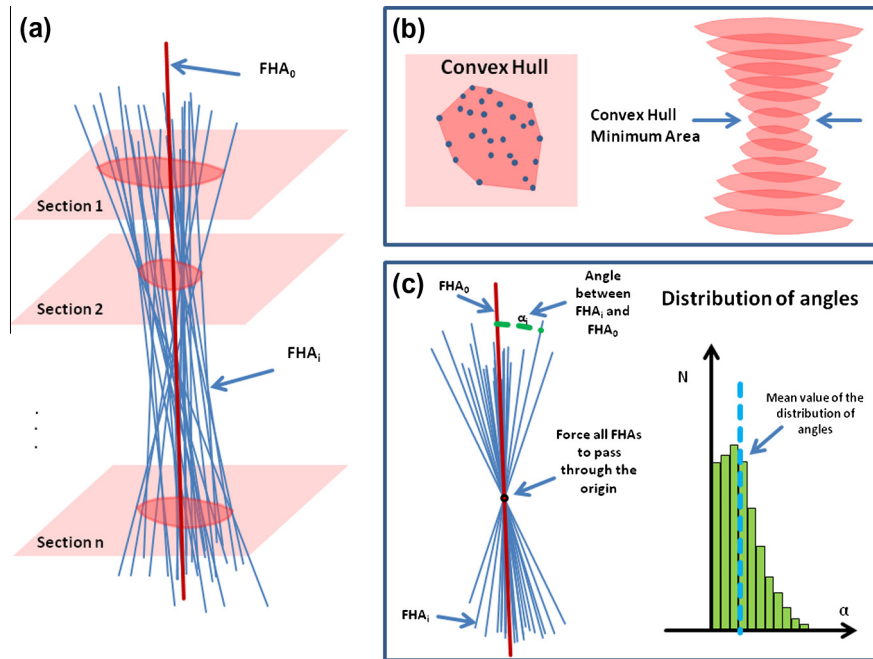 (a)
FHA₀
Section 1
Section 2
FHAᵢ
.
.
.
Section n
(b)
Convex Hull
Convex Hull
Minimum Area
(c)
FHA₀
Angle
between
FHAᵢ and
FHA₀
αᵢ
Force all FHAs
to pass
through the
origin
FHAᵢ
Distribution of angles
N
Mean value of the
distribution of
angles
α